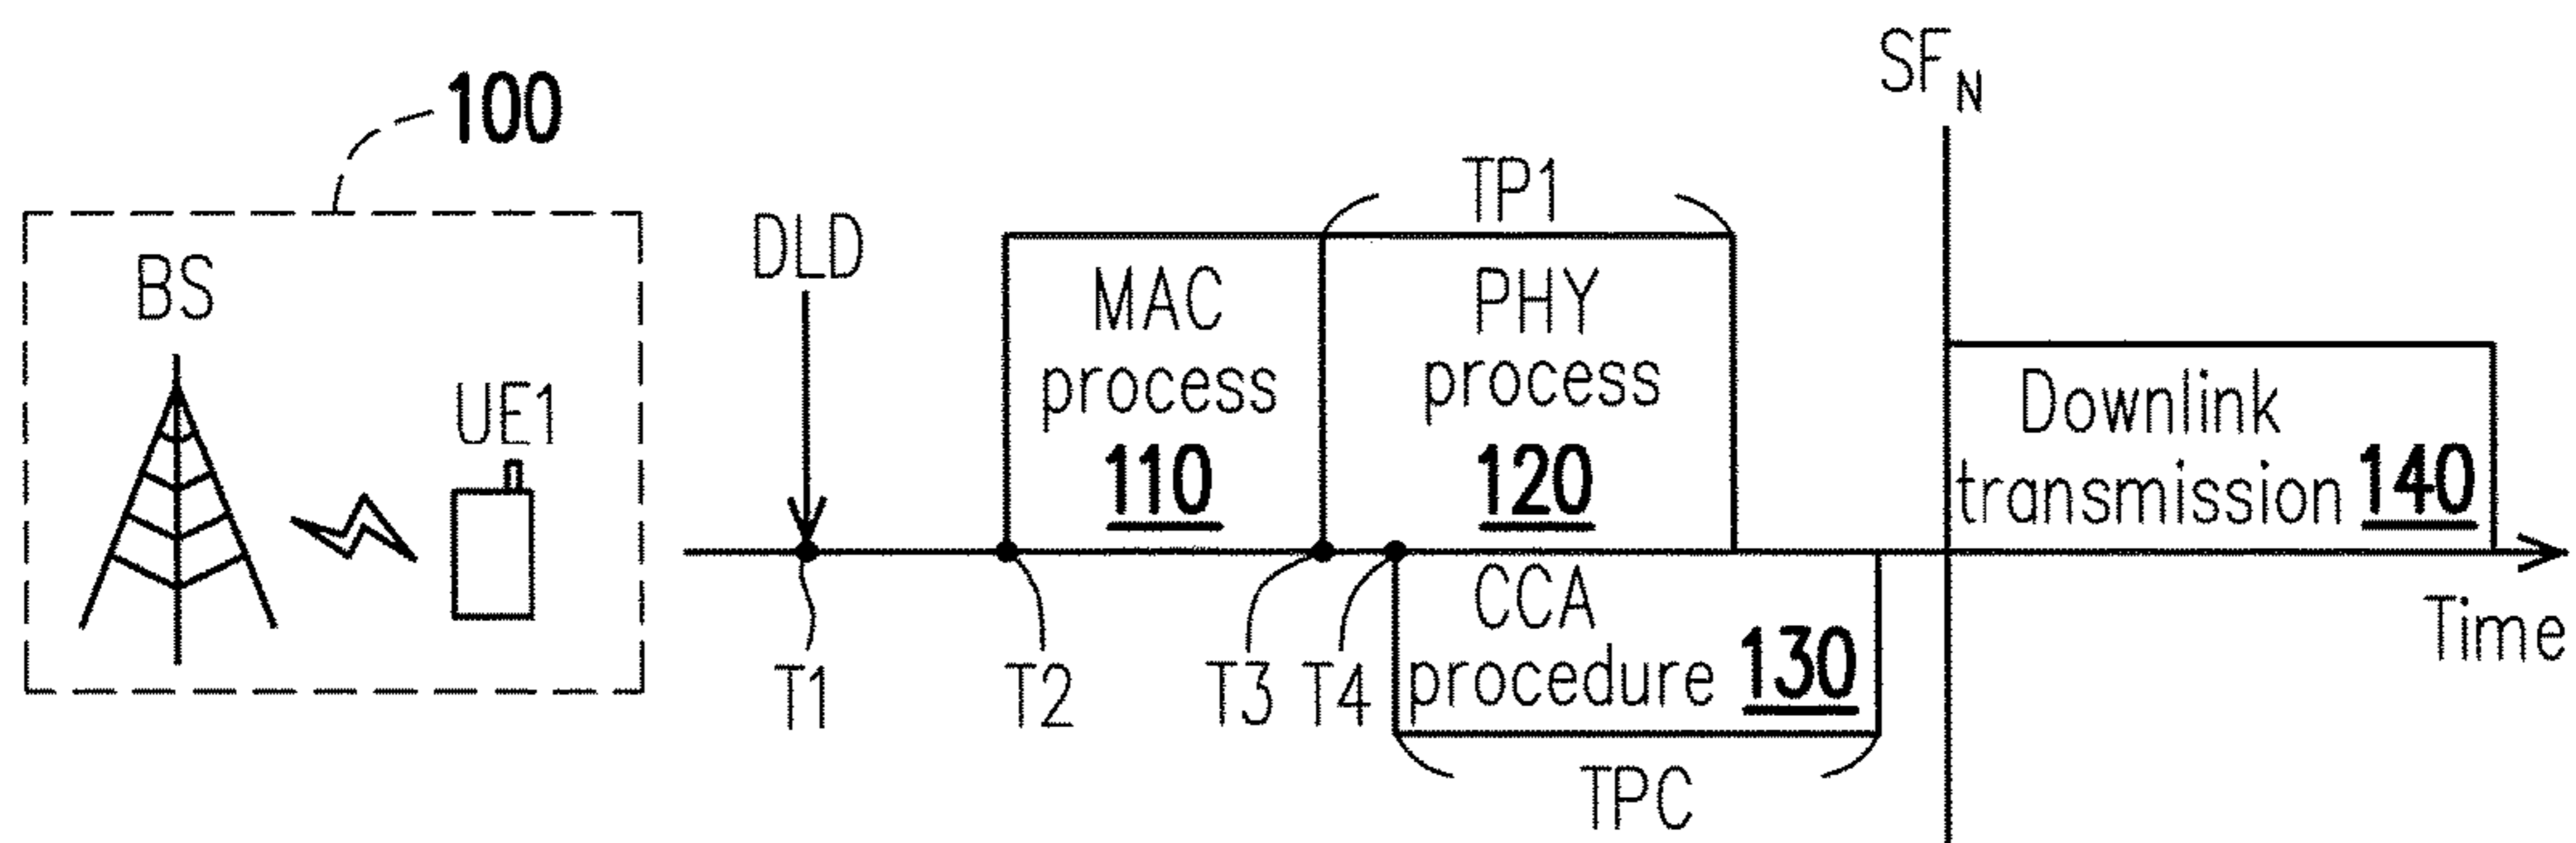 100
BS
UE1
DLD
TP1
MAC
process
110
PHY
process
120
SF_N
Downlink
transmission 140
T1
T2
T3
T4
CCA
procedure 130
TPC
Time